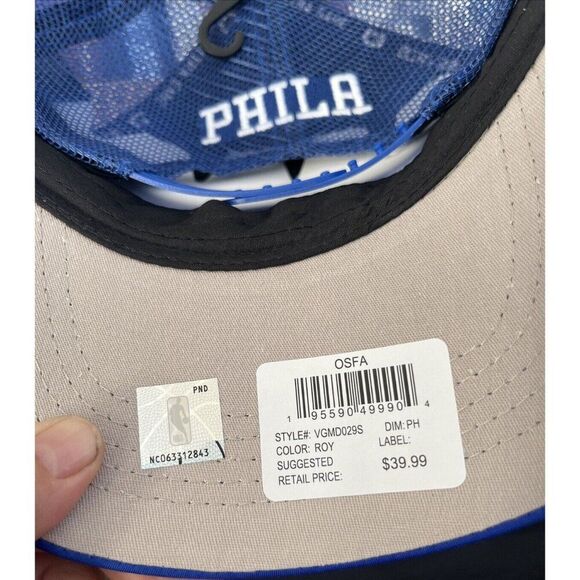 PHILA
PND
NC063312843
OSFA
1 95590 49990 4
STYLE#: VGMD029S DIM: PH
COLOR: ROY LABEL:
SUGGESTED
RETAIL PRICE: $39.99